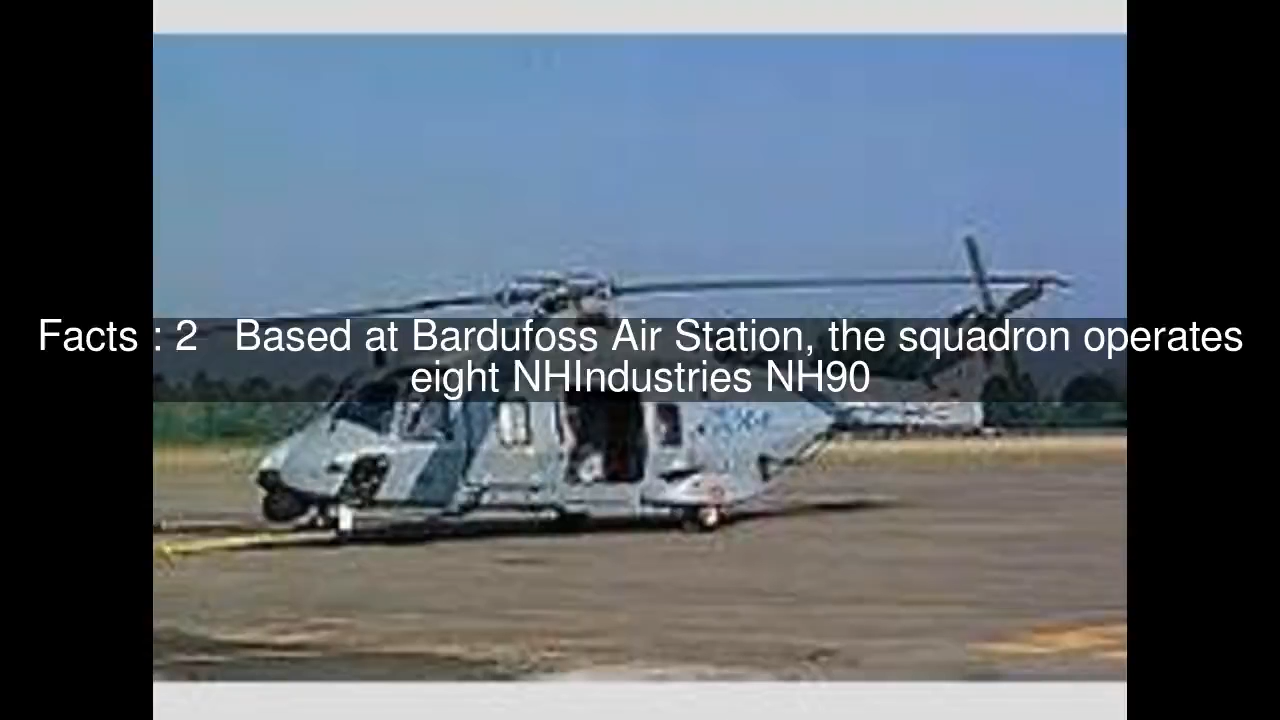 Facts : 2   Based at Bardufoss Air Station, the squadron operates
eight NHIndustries NH90